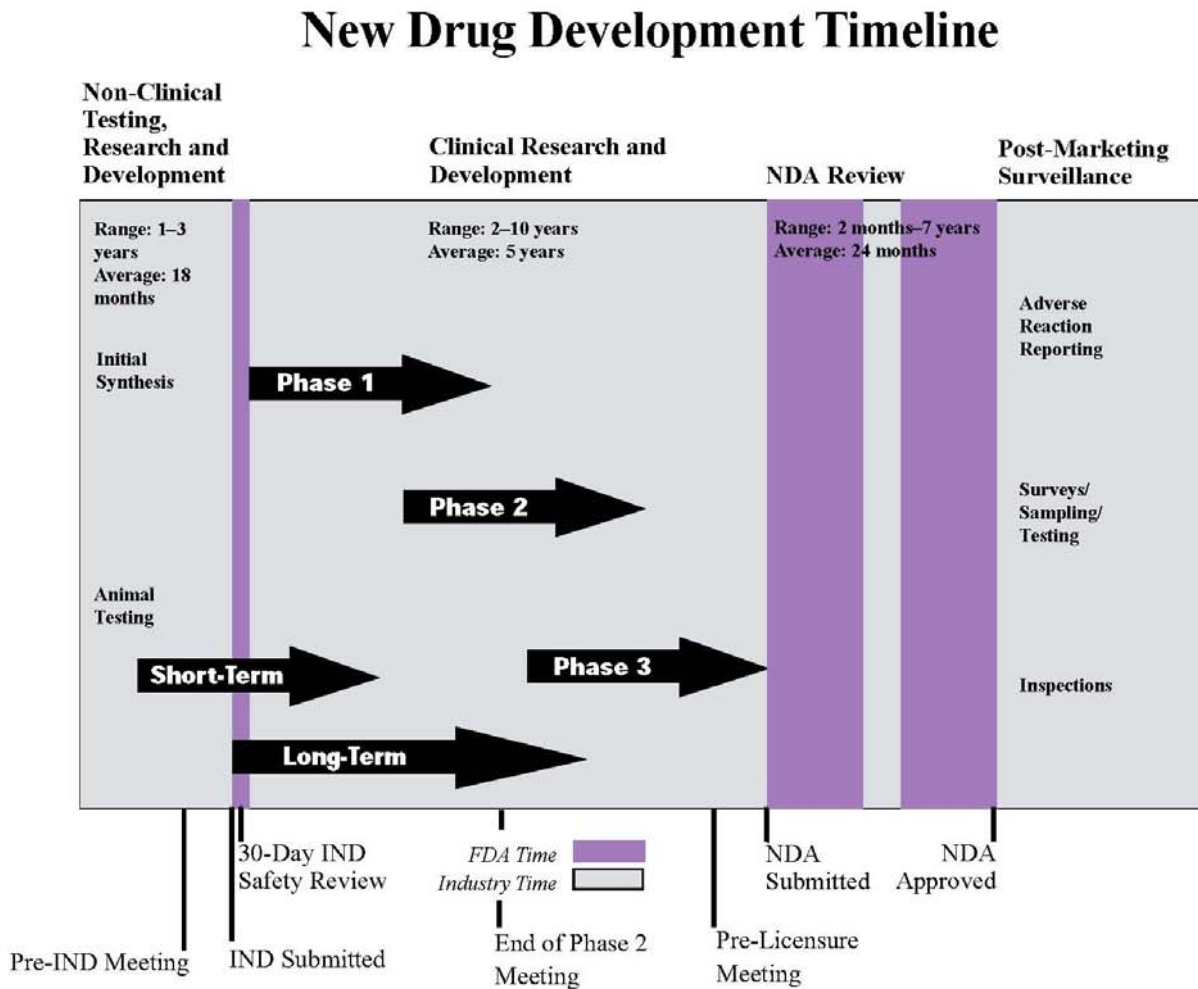 New Drug Development Timeline
Non-Clinical
Testing,
Research and
Development
Clinical Research and
Development
NDA Review
Post-Marketing
Surveillance
Range: 1–3
years
Average: 18
months
Range: 2–10 years
Average: 5 years
Range: 2 months–7 years
Average: 24 months
Initial
Synthesis
Phase 1
Adverse
Reaction
Reporting
Phase 2
Surveys/
Sampling/
Testing
Animal
Testing
Short-Term
Phase 3
Inspections
Long-Term
30-Day IND
Safety Review
FDA Time
Industry Time
NDA
Submitted
NDA
Approved
Pre-IND Meeting
IND Submitted
End of Phase 2
Meeting
Pre-Licensure
Meeting